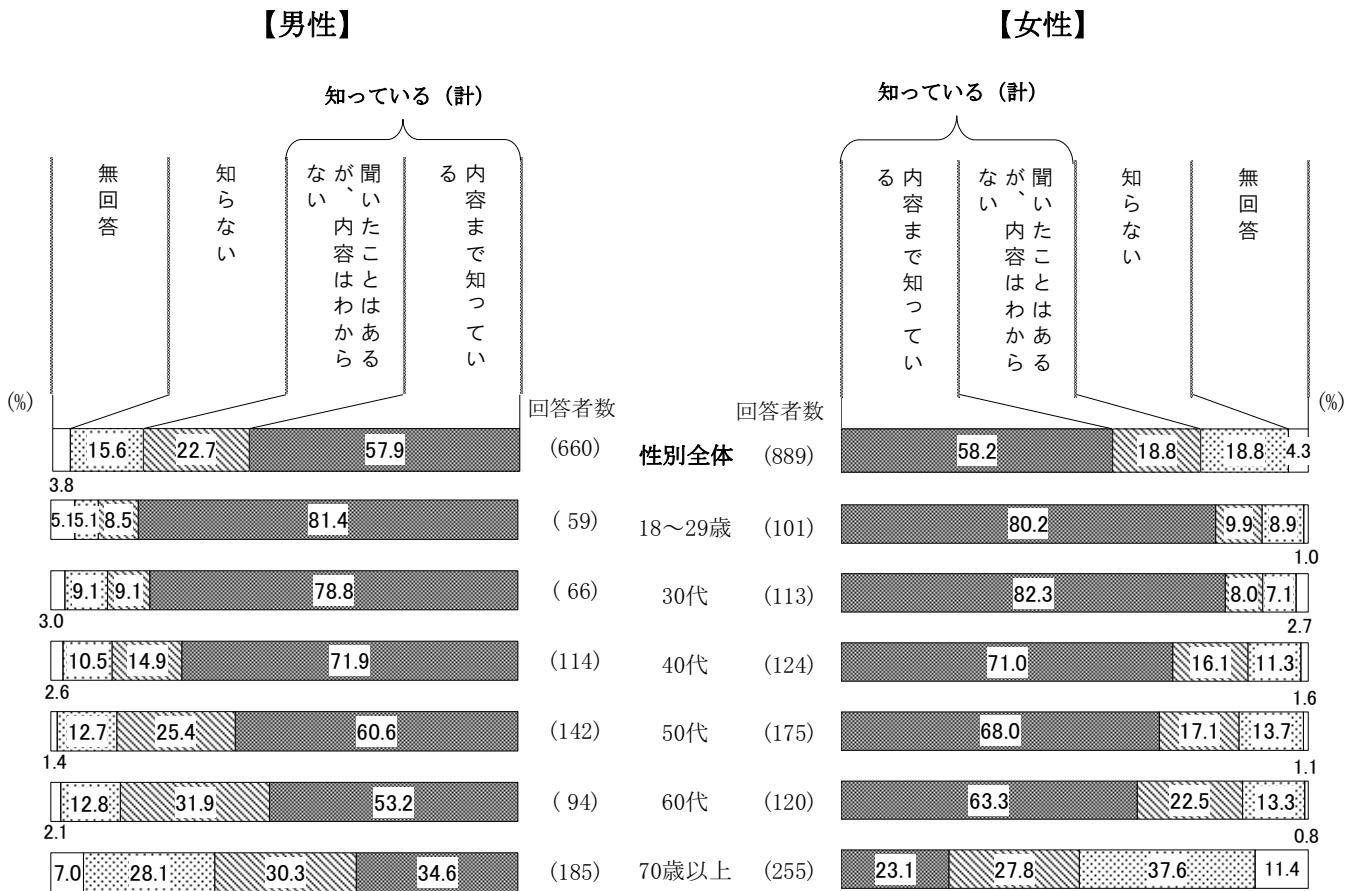 【男性】 【女性】
知っている（計） 知っている（計）
無回答
知らない
聞いたことはあるが、内容はわからない
内容まで知っている
内容まで知っている
聞いたことはあるが、内容はわからない
知らない
無回答
(%) 回答者数 回答者数 (%)
15.6 22.7 57.9 (660) 性別全体 (889) 58.2 18.8 18.8 4.3
3.8
5.1 5.1 8.5 81.4 ( 59) 18～29歳 (101) 80.2 9.9 8.9
1.0
9.1 9.1 78.8 ( 66) 30代 (113) 82.3 8.0 7.1
3.0 2.7
10.5 14.9 71.9 (114) 40代 (124) 71.0 16.1 11.3
2.6 1.6
12.7 25.4 60.6 (142) 50代 (175) 68.0 17.1 13.7
1.4 1.1
12.8 31.9 53.2 ( 94) 60代 (120) 63.3 22.5 13.3
2.1 0.8
7.0 28.1 30.3 34.6 (185) 70歳以上 (255) 23.1 27.8 37.6 11.4